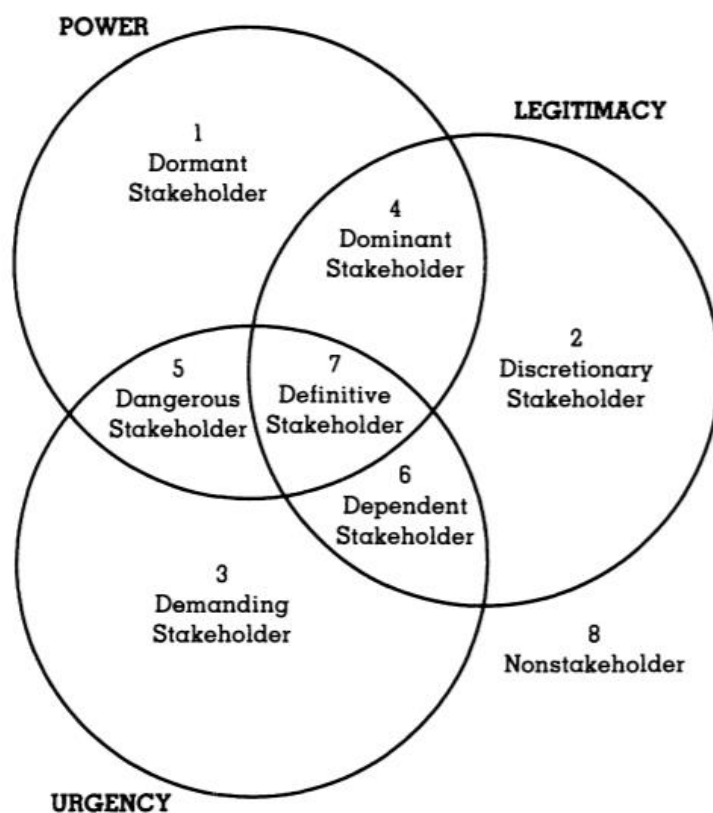 POWER
LEGITIMACY
1
Dormant
Stakeholder
4
Dominant
Stakeholder
2
Discretionary
Stakeholder
5
Dangerous
Stakeholder
7
Definitive
Stakeholder
6
Dependent
Stakeholder
3
Demanding
Stakeholder
8
Nonstakeholder
URGENCY